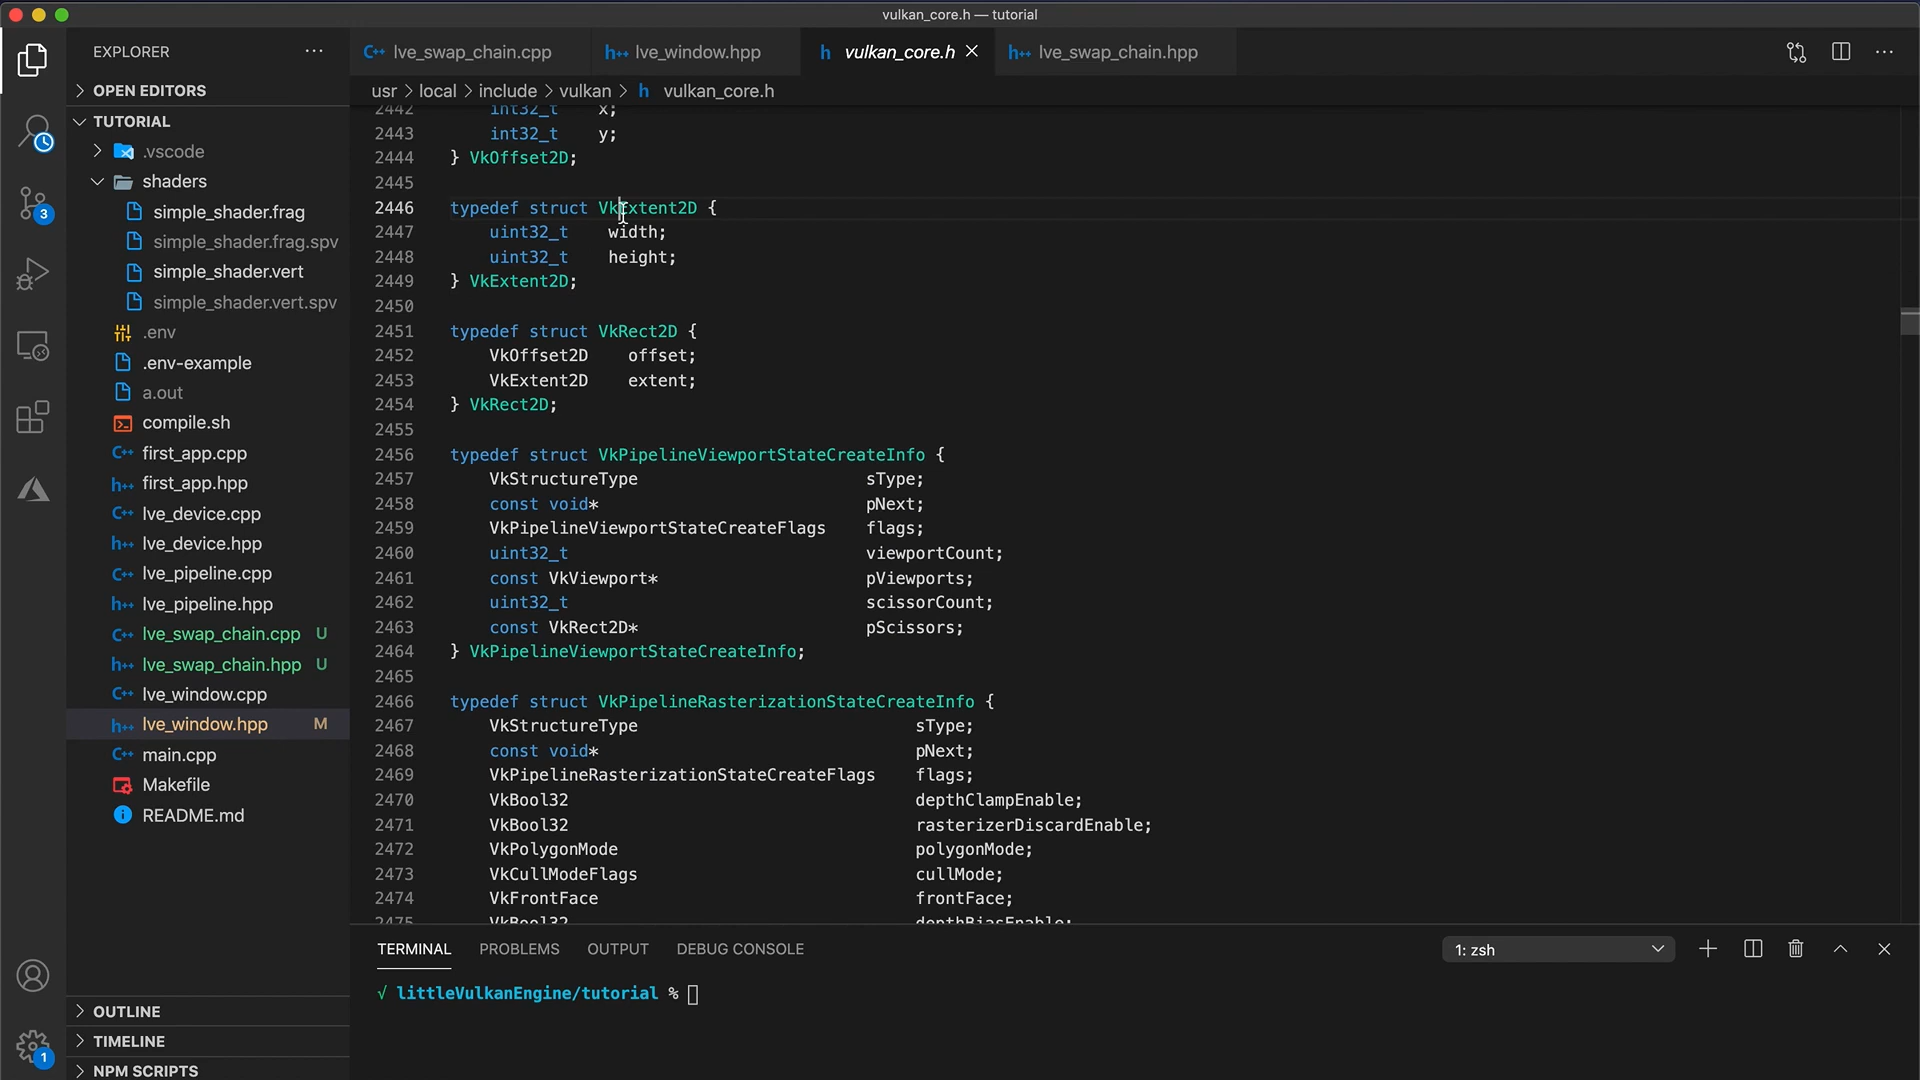 vulkan_core.h — tutorial
EXPLORER
OPEN EDITORS
TUTORIAL
.vscode
shaders
simple_shader.frag
simple_shader.frag.spv
simple_shader.vert
simple_shader.vert.spv
.env
.env-example
a.out
compile.sh
first_app.cpp
first_app.hpp
lve_device.cpp
lve_device.hpp
lve_pipeline.cpp
lve_pipeline.hpp
lve_swap_chain.cpp U
lve_swap_chain.hpp U
lve_window.cpp
lve_window.hpp M
main.cpp
Makefile
README.md
OUTLINE
TIMELINE
NPM SCRIPTS
3
1
lve_swap_chain.cpp lve_window.hpp vulkan_core.h lve_swap_chain.hpp
usr > local > include > vulkan > h vulkan_core.h
2442 int32_t x;
2443 int32_t y;
2444 } VkOffset2D;
2445
2446 typedef struct VkExtent2D {
2447 uint32_t width;
2448 uint32_t height;
2449 } VkExtent2D;
2450
2451 typedef struct VkRect2D {
2452 VkOffset2D offset;
2453 VkExtent2D extent;
2454 } VkRect2D;
2455
2456 typedef struct VkPipelineViewportStateCreateInfo {
2457 VkStructureType sType;
2458 const void* pNext;
2459 VkPipelineViewportStateCreateFlags flags;
2460 uint32_t viewportCount;
2461 const VkViewport* pViewports;
2462 uint32_t scissorCount;
2463 const VkRect2D* pScissors;
2464 } VkPipelineViewportStateCreateInfo;
2465
2466 typedef struct VkPipelineRasterizationStateCreateInfo {
2467 VkStructureType sType;
2468 const void* pNext;
2469 VkPipelineRasterizationStateCreateFlags flags;
2470 VkBool32 depthClampEnable;
2471 VkBool32 rasterizerDiscardEnable;
2472 VkPolygonMode polygonMode;
2473 VkCullModeFlags cullMode;
2474 VkFrontFace frontFace;
2475 VkBool32 depthBiasEnable;
TERMINAL PROBLEMS OUTPUT DEBUG CONSOLE 1: zsh
√ littleVulkanEngine/tutorial %